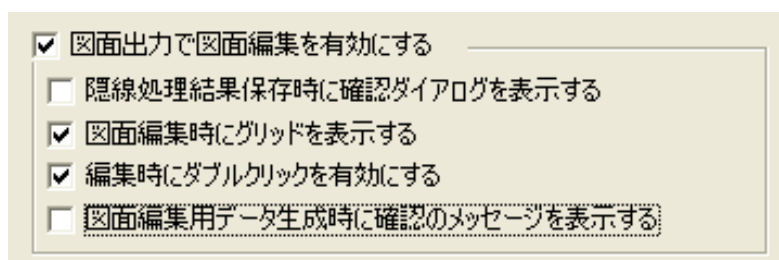 図面出力で図面編集を有効にする
隠線処理結果保存時に確認ダイアログを表示する
図面編集時にグリッドを表示する
編集時にダブルクリックを有効にする
図面編集用データ生成時に確認のメッセージを表示する